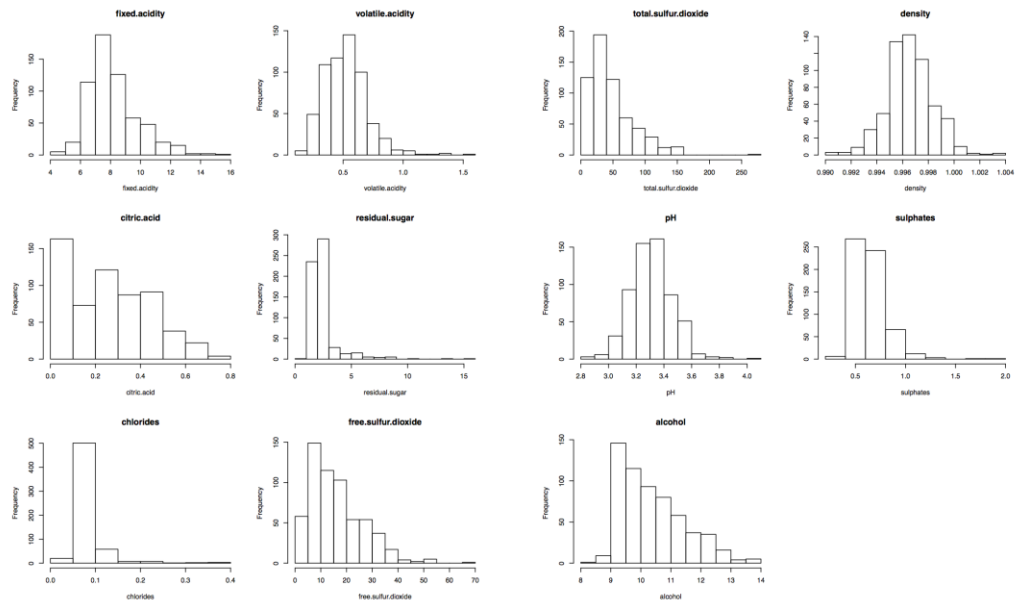 fixed.acidity
Frequency
0 50 100 150
4 6 8 10 12 14 16
fixed.acidity
volatile.acidity
Frequency
0 50 100 150
0.5 1.0 1.5
volatile.acidity
total.sulfur.dioxide
Frequency
0 50 100 150 200
0 50 100 150 200 250
total.sulfur.dioxide
density
Frequency
0 20 40 60 80 100 140
0.990 0.992 0.994 0.996 0.998 1.000 1.002 1.004
density
citric.acid
Frequency
0 50 100 150
0.0 0.2 0.4 0.6 0.8
citric.acid
residual.sugar
Frequency
0 50 100 150 200 250 300
0 5 10 15
residual.sugar
pH
Frequency
0 50 100 150
2.8 3.0 3.2 3.4 3.6 3.8 4.0
pH
sulphates
Frequency
0 50 100 150 200 250
0.5 1.0 1.5 2.0
sulphates
chlorides
Frequency
0 100 200 300 400 500
0.0 0.1 0.2 0.3 0.4
chlorides
free.sulfur.dioxide
Frequency
0 50 100 150
0 10 20 30 40 50 60 70
free.sulfur.dioxide
alcohol
Frequency
0 50 100 150
8 9 10 11 12 13 14
alcohol